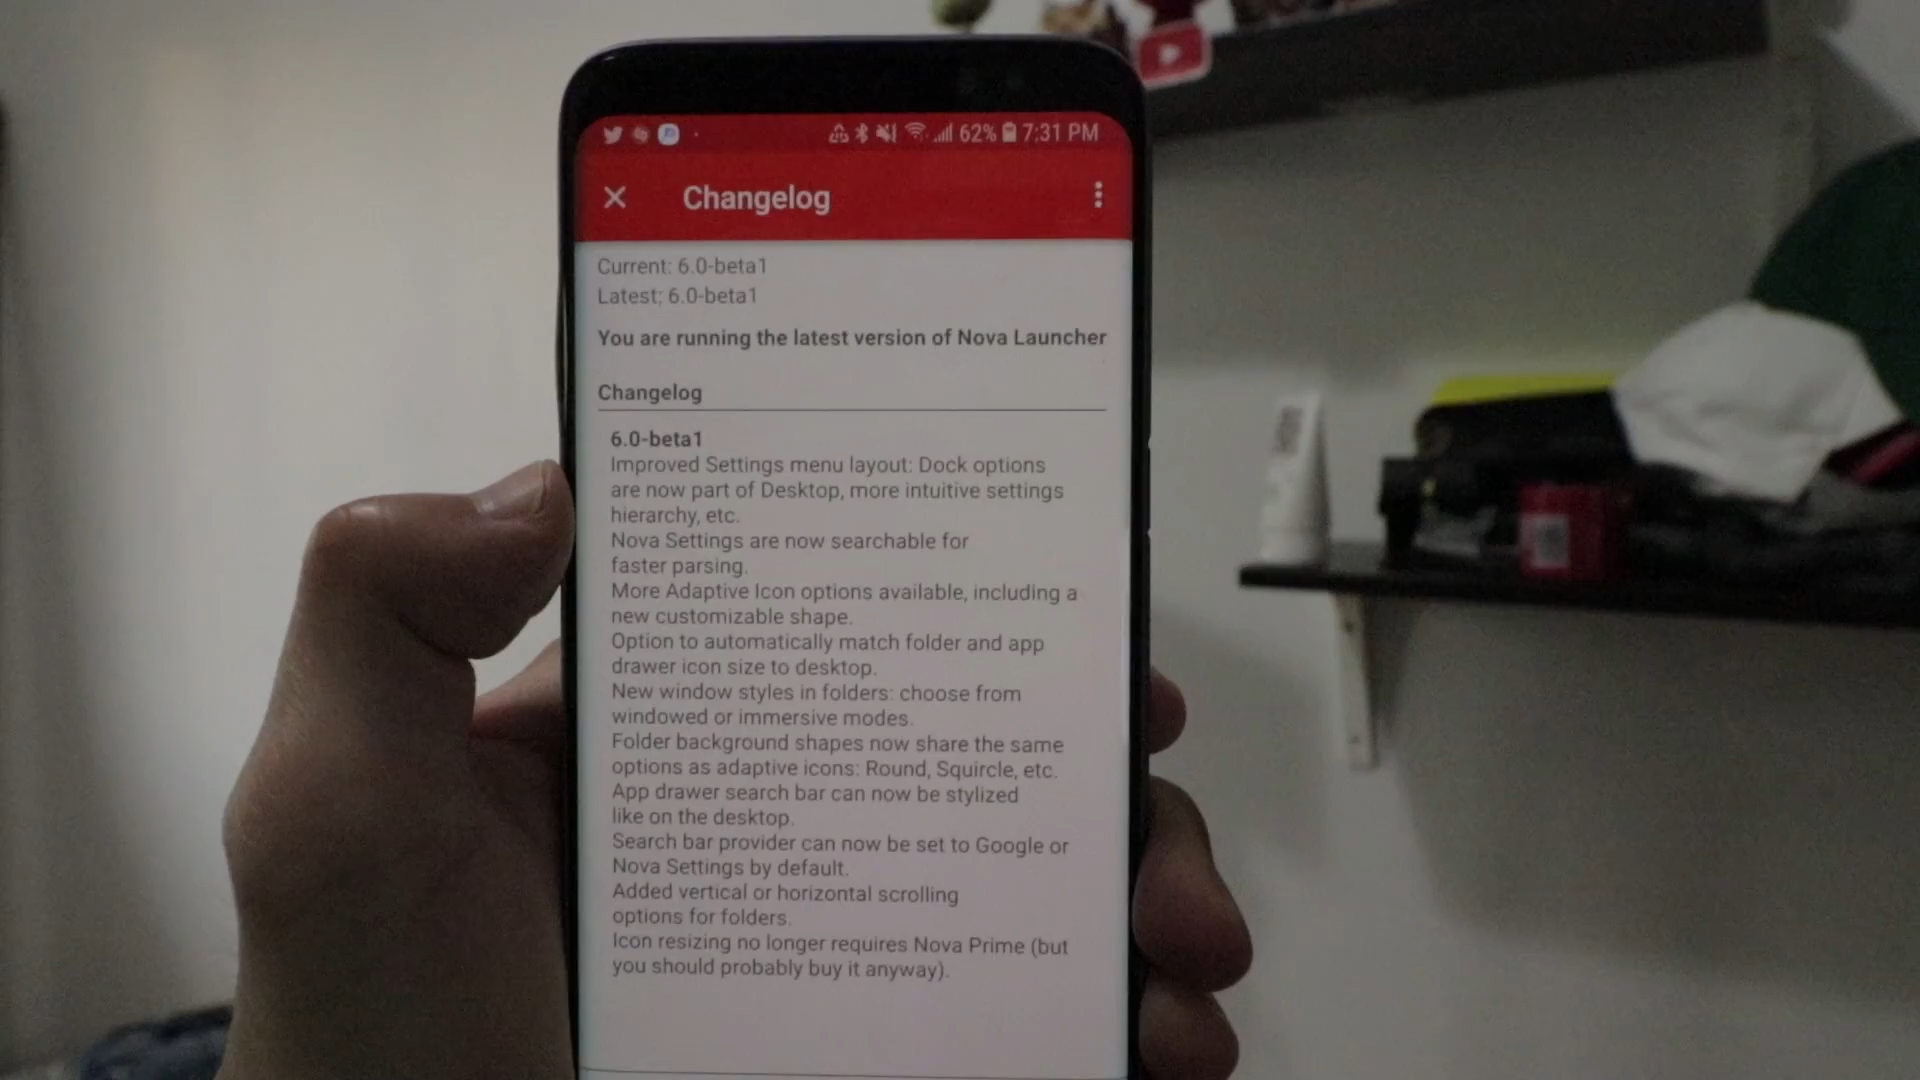 62% 7:31 PM
Changelog
Current: 6.0-beta1
Latest: 6.0-beta1
You are running the latest version of Nova Launcher
Changelog
6.0-beta1
Improved Settings menu layout: Dock options
are now part of Desktop, more intuitive settings
hierarchy, etc.
Nova Settings are now searchable for
faster parsing.
More Adaptive Icon options available, including a
new customizable shape.
Option to automatically match folder and app
drawer icon size to desktop.
New window styles in folders: choose from
windowed or immersive modes.
Folder background shapes now share the same
options as adaptive icons: Round, Squircle, etc.
App drawer search bar can now be stylized
like on the desktop.
Search bar provider can now be set to Google or
Nova Settings by default.
Added vertical or horizontal scrolling
options for folders.
Icon resizing no longer requires Nova Prime (but
you should probably buy it anyway).